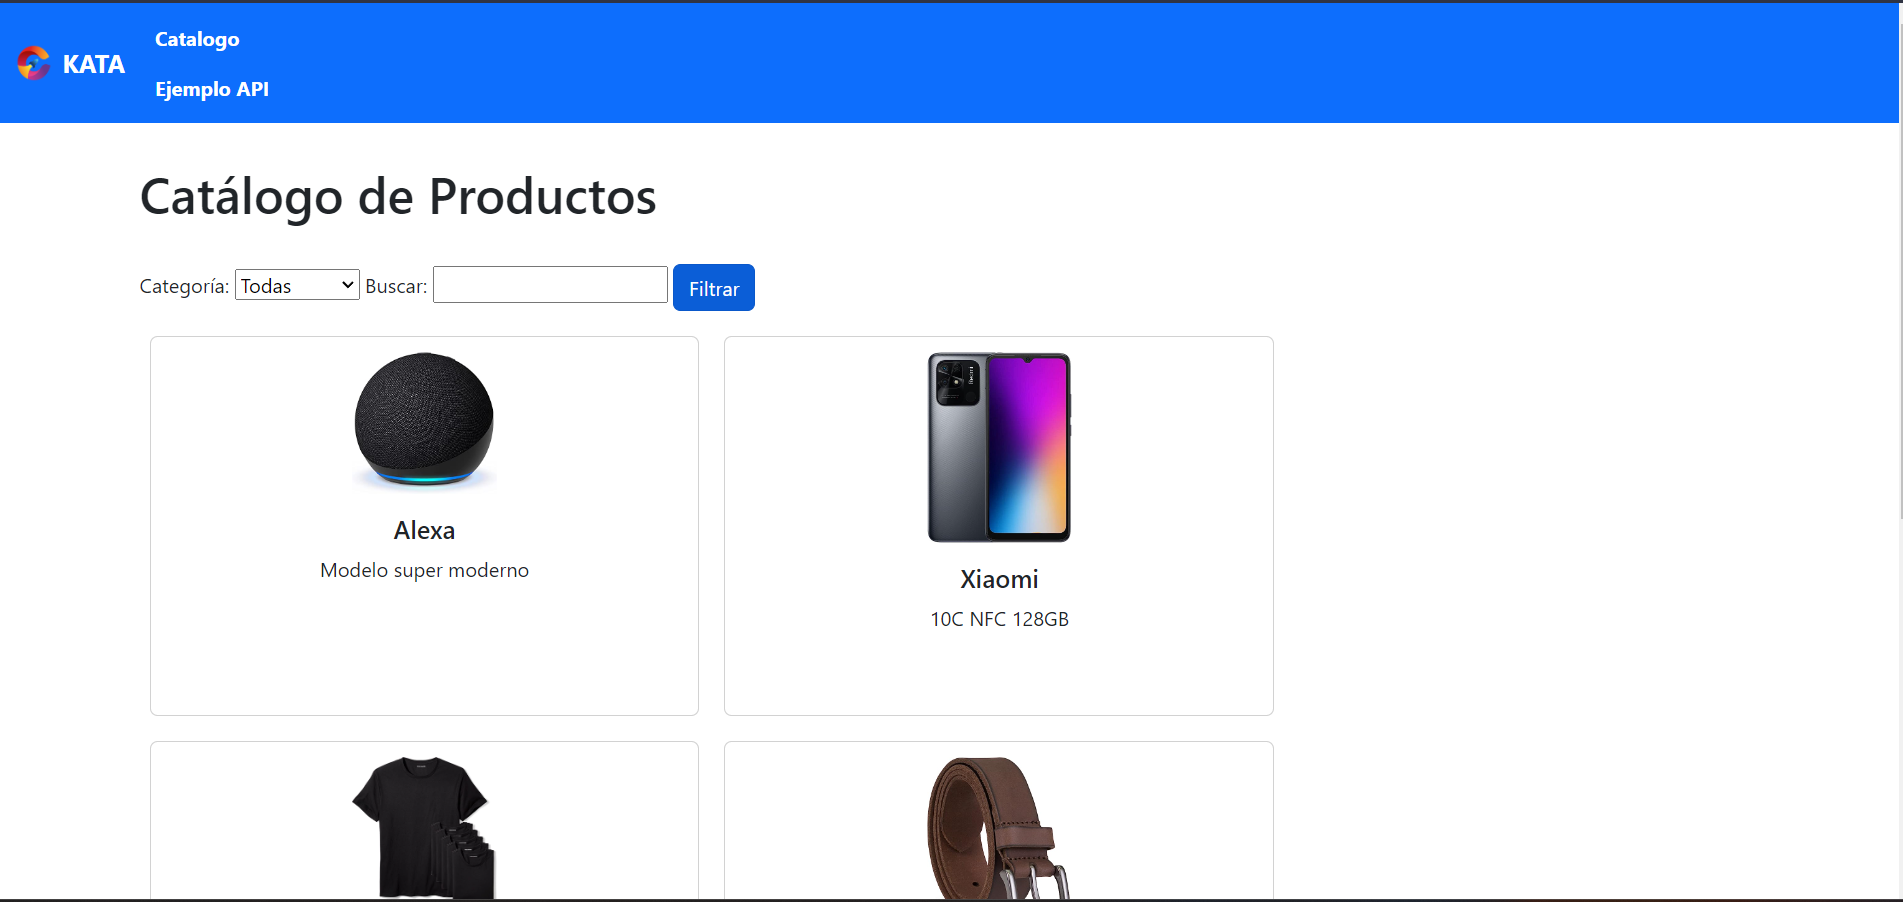 KATA
Catalogo
Ejemplo API
Catálogo de Productos
Categoría: Todas Buscar: Filtrar
Alexa
Modelo super moderno
Xiaomi
10C NFC 128GB